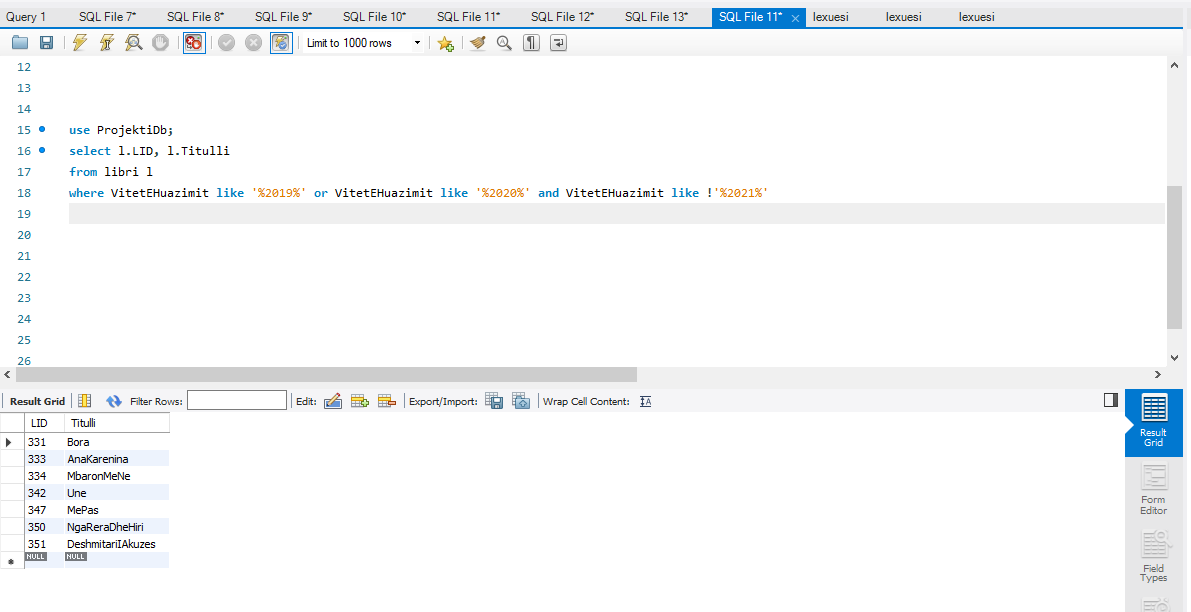 Query 1 SQL File 7* SQL File 8* SQL File 9* SQL File 10* SQL File 11* SQL File 12* SQL File 13* SQL File 11* lexuesi lexuesi lexuesi
Limit to 1000 rows
12
13
14
15 use ProjektiDb;
16 select l.LID, l.Titulli
17 from libri l
18 where VitetEHuazimit like '%2019%' or VitetEHuazimit like '%2020%' and VitetEHuazimit like !'%2021%'
19
20
21
22
23
24
25
26
Result Grid Filter Rows: Edit: Export/Import: Wrap Cell Content:
LID Titulli
331 Bora
333 AnaKarenina
334 MbaronMeNe
342 Une
347 MePas
350 NgaReraDheHiri
351 DeshmitariIAkuzes
NULL NULL
Result
Grid
Form
Editor
Field
Types